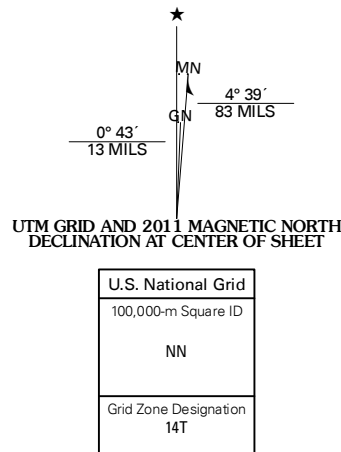 ★
MN
GN
4° 39´
83 MILS
0° 43´
13 MILS
UTM GRID AND 2011 MAGNETIC NORTH
DECLINATION AT CENTER OF SHEET
U.S. National Grid
100,000-m Square ID
NN
Grid Zone Designation
14T